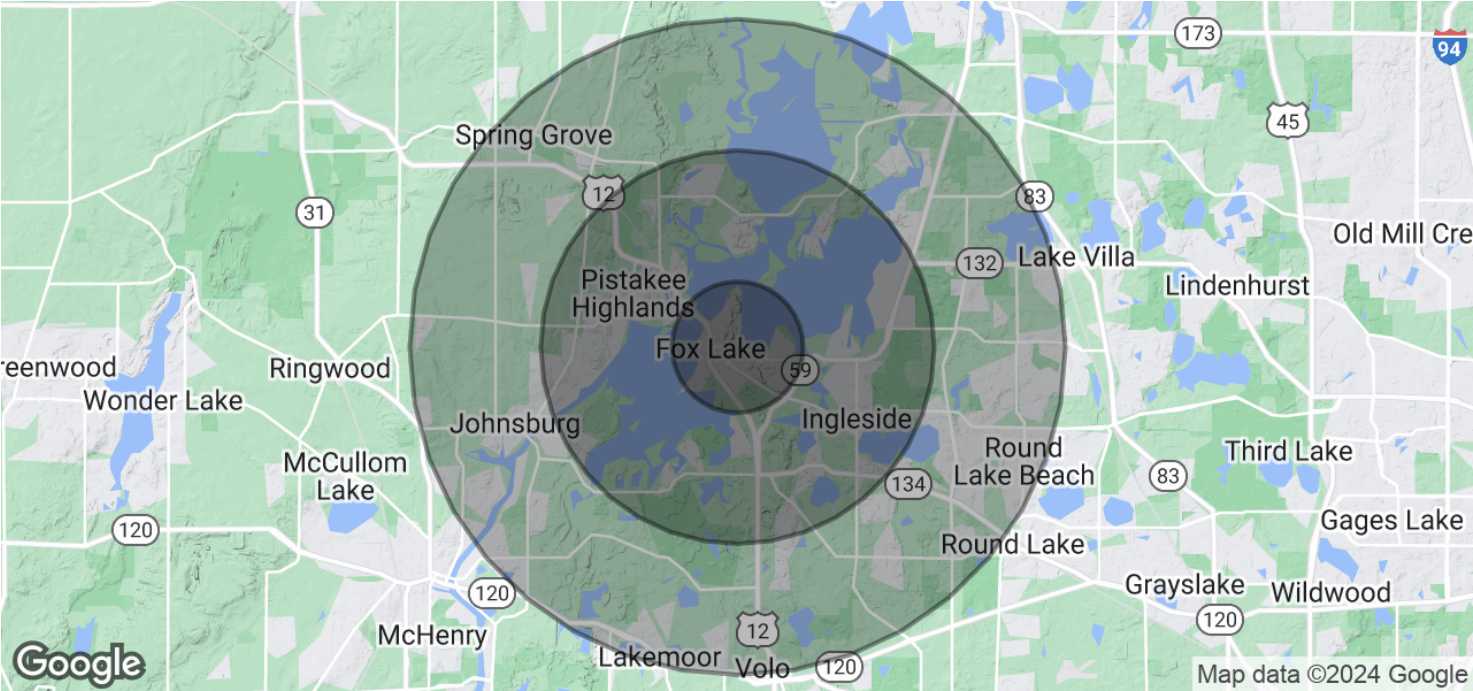 173
94
45
Spring Grove
12
83
31
Old Mill Cre
132
Lake Villa
Pistakee
Highlands
Lindenhurst
Fox Lake
59
reenwood
Ringwood
Wonder Lake
Johnsburg
Ingleside
McCullom
Lake
Round
Lake Beach
Third Lake
83
134
120
Gages Lake
Round Lake
Grayslake
Wildwood
120
120
McHenry
12
Lakemoor
Volo
120
Google
Map data ©2024 Google